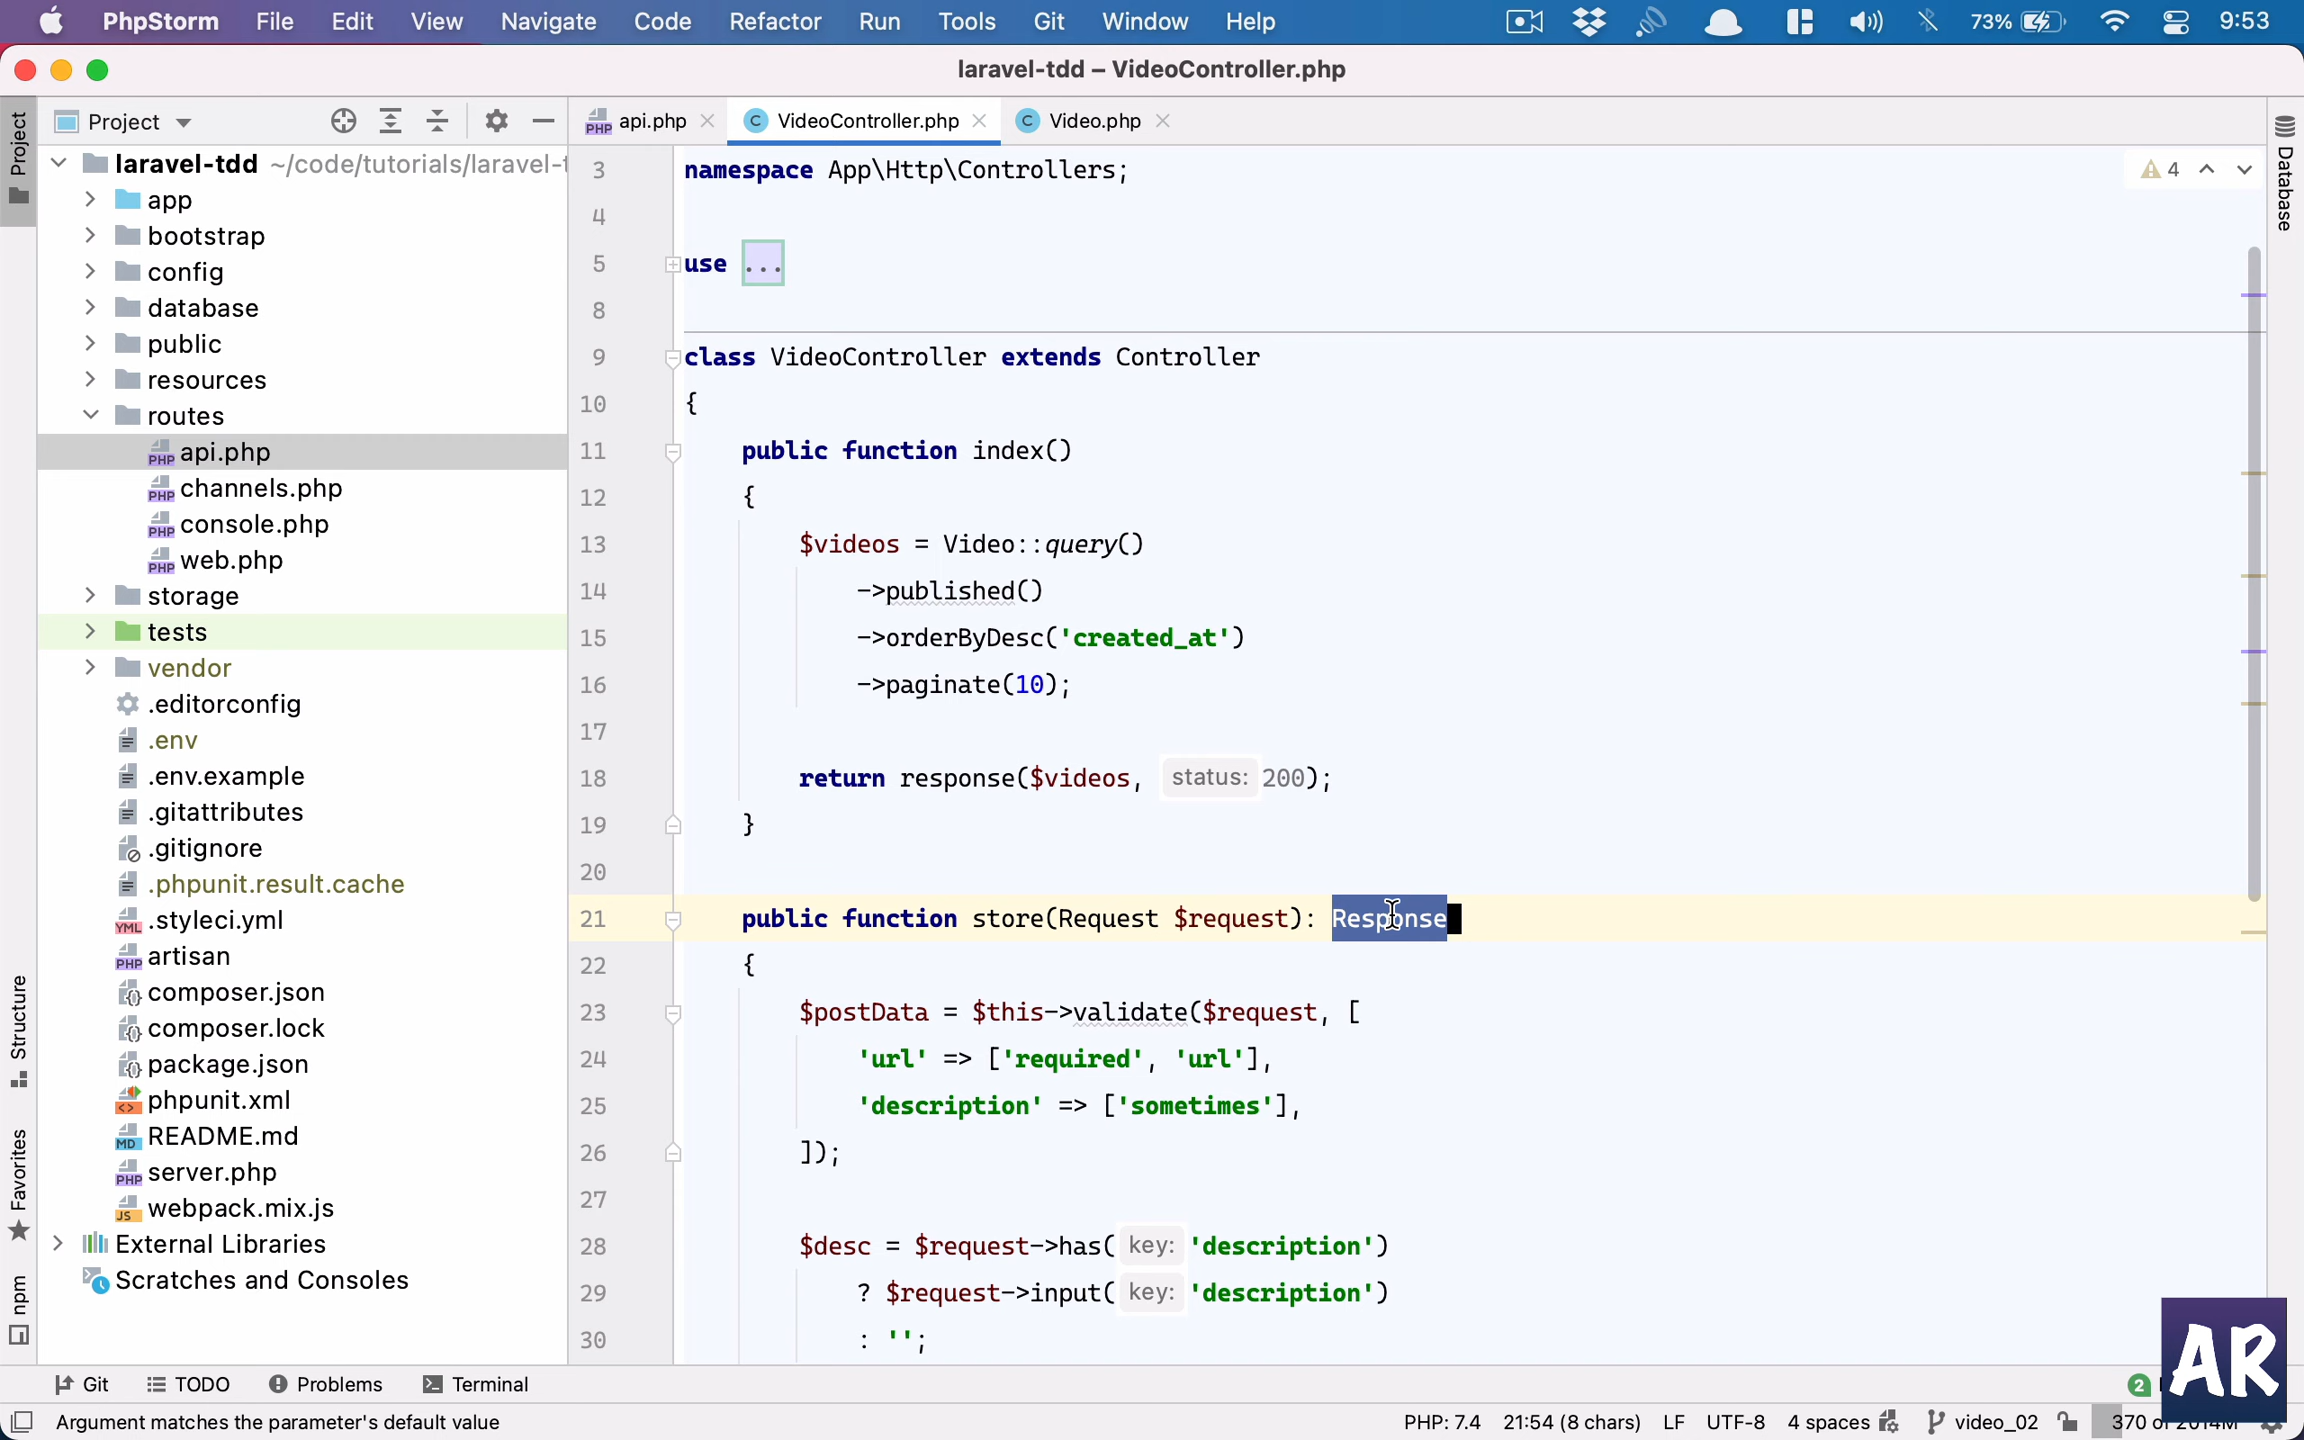 PhpStorm File Edit View Navigate Code Refactor Run Tools Git Window Help 73% 9:53
laravel-tdd – VideoController.php
Project
Project
api.php
VideoController.php
Video.php
Database
laravel-tdd ~/code/tutorials/laravel-t
app
bootstrap
config
database
public
resources
routes
api.php
channels.php
console.php
web.php
storage
tests
vendor
.editorconfig
.env
.env.example
.gitattributes
.gitignore
.phpunit.result.cache
.styleci.yml
artisan
composer.json
composer.lock
package.json
phpunit.xml
README.md
server.php
webpack.mix.js
External Libraries
Scratches and Consoles
Structure
Favorites
npm
4
3 namespace App\Http\Controllers;
4
5 use ...
8
9 class VideoController extends Controller
10 {
11 public function index()
12 {
13 $videos = Video::query()
14 ->published()
15 ->orderByDesc('created_at')
16 ->paginate(10);
17
18 return response($videos, status: 200);
19 }
20
21 public function store(Request $request): Response
22 {
23 $postData = $this->validate($request, [
24 'url' => ['required', 'url'],
25 'description' => ['sometimes'],
26 ]);
27
28 $desc = $request->has( key: 'description')
29 ? $request->input( key: 'description')
30 : '';
Git TODO Problems Terminal 2
AR
Argument matches the parameter's default value PHP: 7.4 21:54 (8 chars) LF UTF-8 4 spaces video_02 370 of 2014M